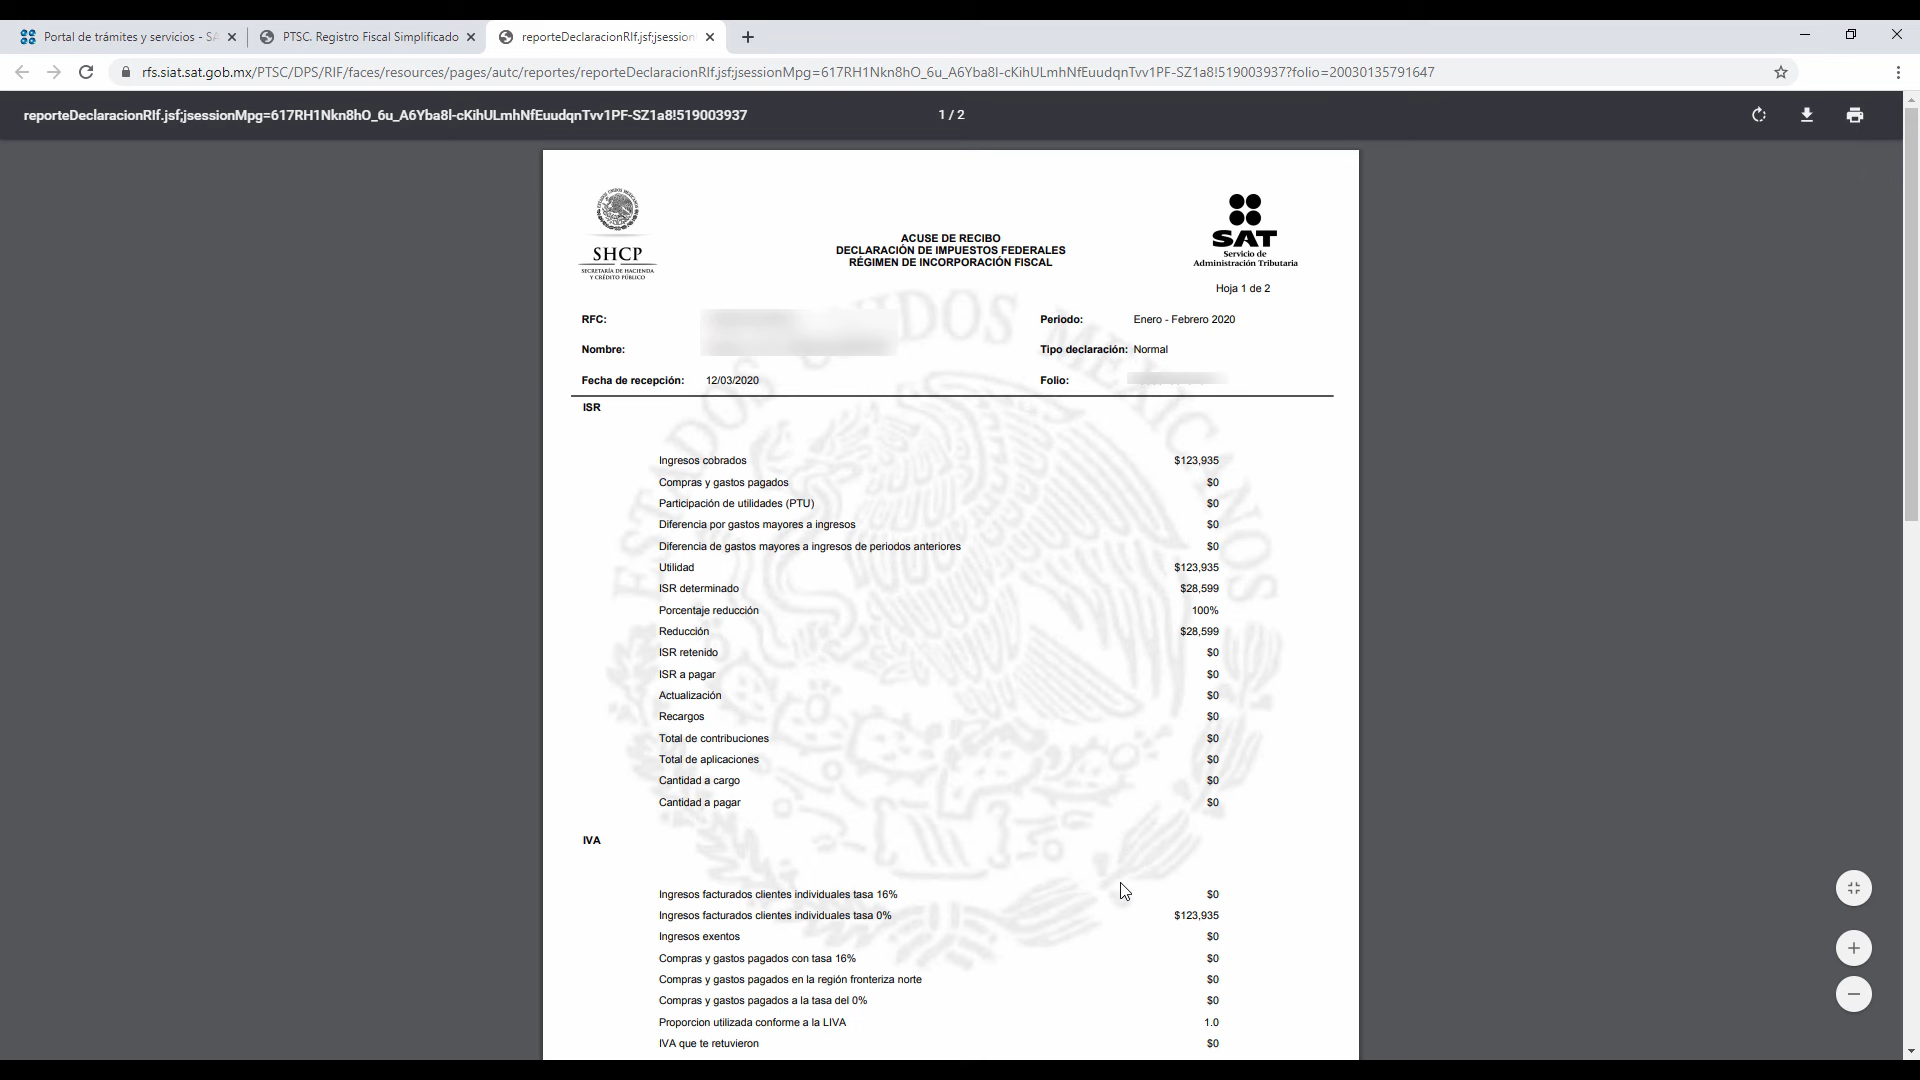 Portal de trámites y servicios - SA
PTSC. Registro Fiscal Simplificado
reporteDeclaracionRIf.jsf;jsession
rfs.siat.sat.gob.mx/PTSC/DPS/RIF/faces/resources/pages/autc/reportes/reporteDeclaracionRIf.jsf;jsessionMpg=617RH1Nkn8hO_6u_A6Yba8l-cKihULmhNfEuudqnTvv1PF-SZ1a8!519003937?folio=20030135791647
reporteDeclaracionRIf.jsf;jsessionMpg=617RH1Nkn8hO_6u_A6Yba8l-cKihULmhNfEuudqnTvv1PF-SZ1a8!519003937
1 / 2
SHCP
SECRETARÍA DE HACIENDA
Y CRÉDITO PÚBLICO
ACUSE DE RECIBO
DECLARACIÓN DE IMPUESTOS FEDERALES
RÉGIMEN DE INCORPORACIÓN FISCAL
SAT
Servicio de
Administración Tributaria
Hoja 1 de 2
RFC:
Periodo: Enero - Febrero 2020
Nombre:
Tipo declaración: Normal
Fecha de recepción: 12/03/2020
Folio:
ESTADOS UNIDOS MEXICANOS
ISR
Ingresos cobrados $123,935
Compras y gastos pagados $0
Participación de utilidades (PTU) $0
Diferencia por gastos mayores a ingresos $0
Diferencia de gastos mayores a ingresos de periodos anteriores $0
Utilidad $123,935
ISR determinado $28,599
Porcentaje reducción 100%
Reducción $28,599
ISR retenido $0
ISR a pagar $0
Actualización $0
Recargos $0
Total de contribuciones $0
Total de aplicaciones $0
Cantidad a cargo $0
Cantidad a pagar $0
IVA
Ingresos facturados clientes individuales tasa 16% $0
Ingresos facturados clientes individuales tasa 0% $123,935
Ingresos exentos $0
Compras y gastos pagados con tasa 16% $0
Compras y gastos pagados en la región fronteriza norte $0
Compras y gastos pagados a la tasa del 0% $0
Proporcion utilizada conforme a la LIVA 1.0
IVA que te retuvieron $0